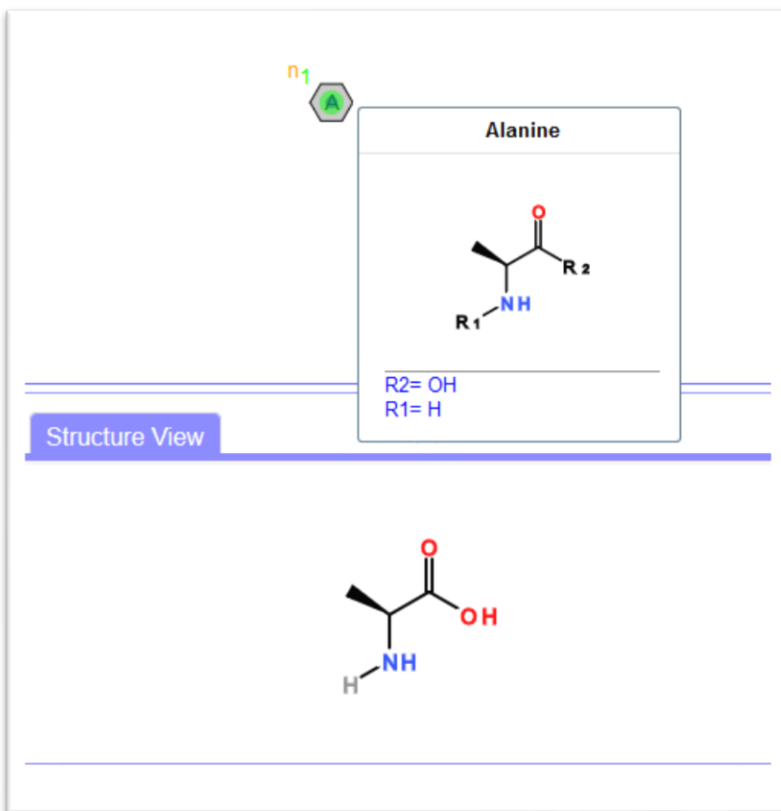 n1
A
Alanine
O
R2
NH
R1
R2= OH
R1= H
Structure View
O
OH
NH
H